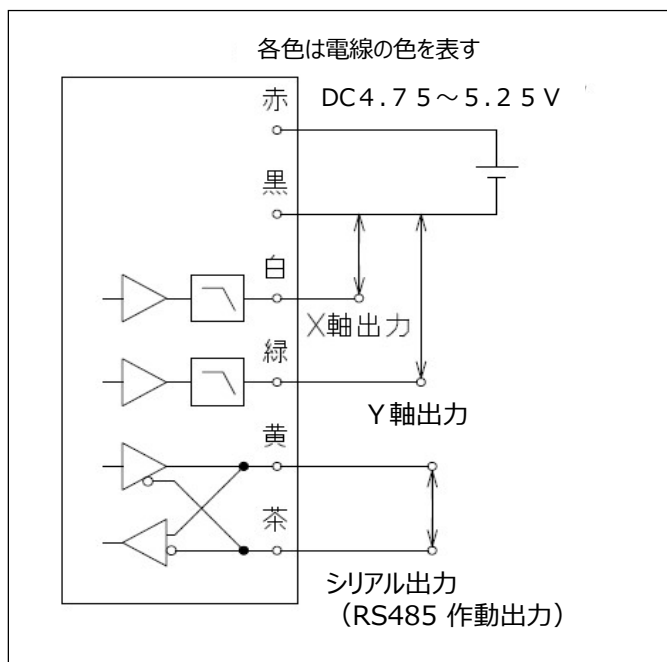 各色は電線の色を表す
赤 DC4.75～5.25V
黒
白
X軸出力
緑
Y軸出力
黄
茶
シリアル出力
（RS485 作動出力）